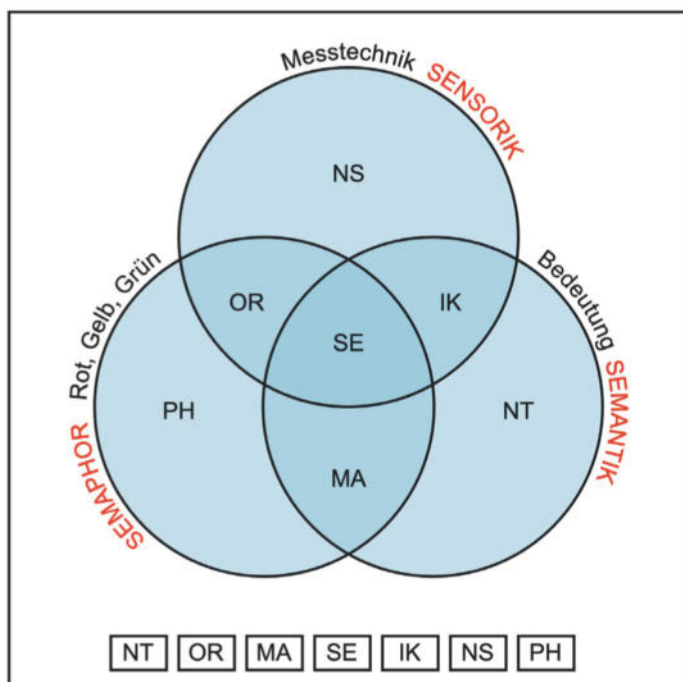 Messtechnik
SENSORIK
NS
Rot, Gelb, Grün
Bedeutung
OR
IK
SE
PH
NT
SEMAPHOR
SEMANTIK
MA
NT OR MA SE IK NS PH